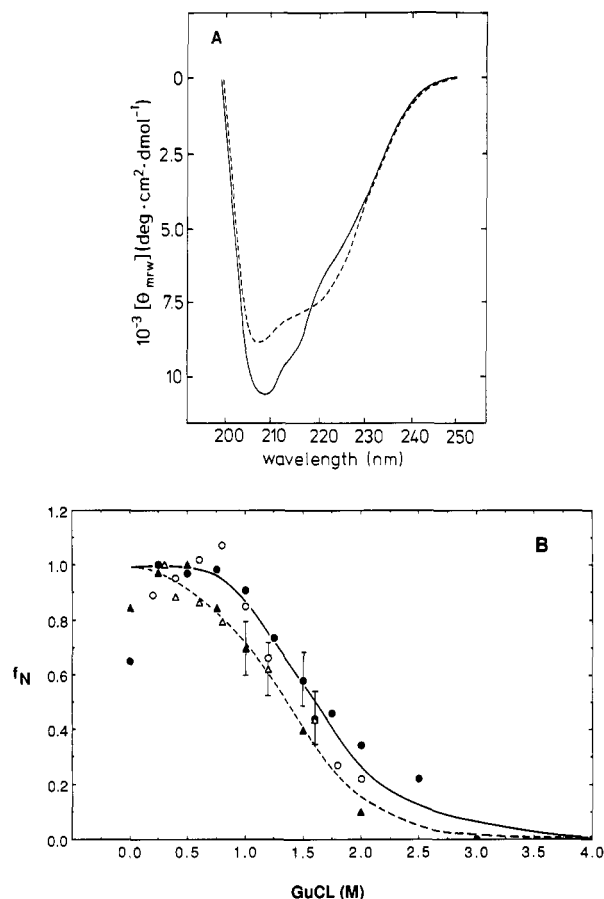 A
0
2.5
5.0
7.5
10
10⁻³ [θ mrw] (deg · cm² · dmol⁻¹)
200 210 220 230 240 250
wavelength (nm)
B
1.2
1.0
0.8
0.6
0.4
0.2
0.0
fN
0.0 0.5 1.0 1.5 2.0 2.5 3.0 3.5 4.0
GuCL (M)